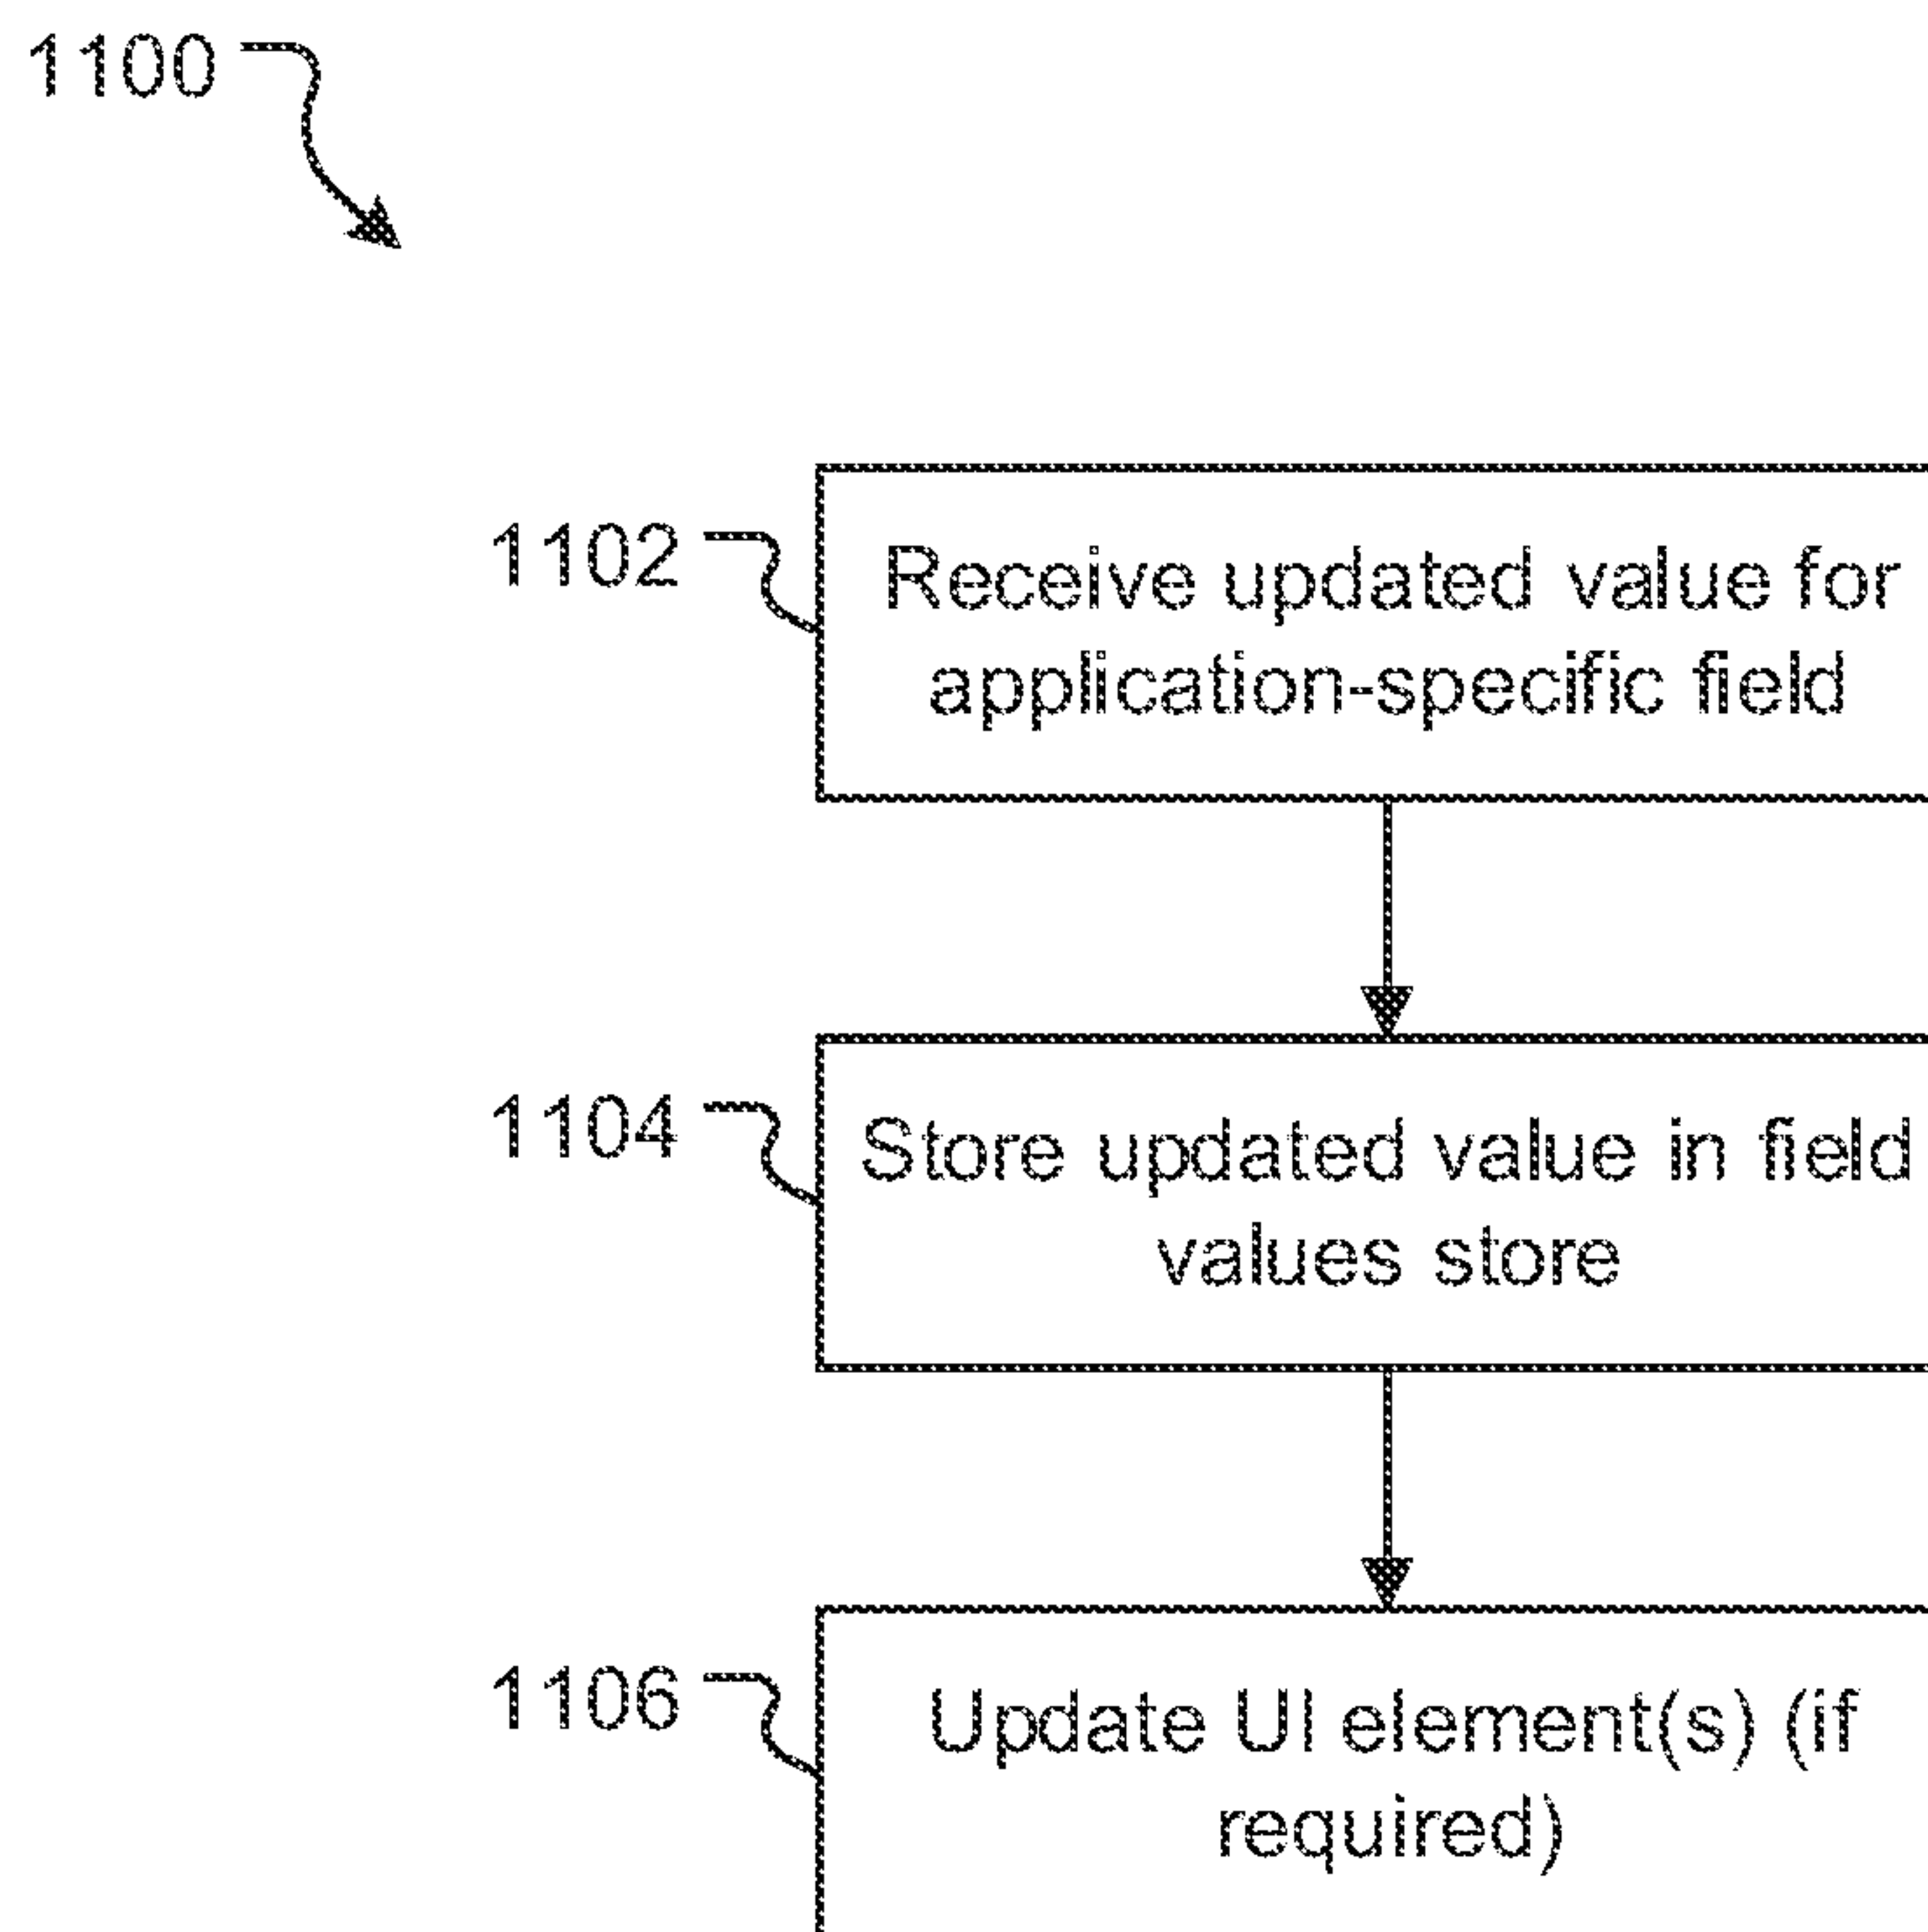 1100
1102
Receive updated value for
application-specific field
1104
Store updated value in field
values store
1106
Update UI element(s) (if
required)